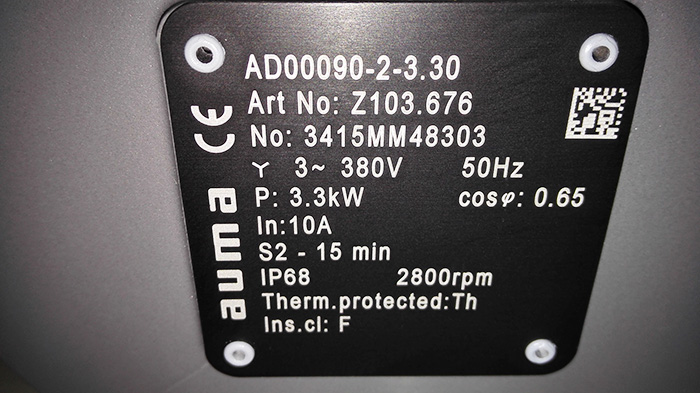 AD00090-2-3.30
Art No: Z103.676
No: 3415MM48303
Y 3~ 380V 50Hz
P: 3.3kW cosφ: 0.65
In:10A
S2 - 15 min
IP68 2800rpm
Therm.protected:Th
Ins.cl: F
CE
auma